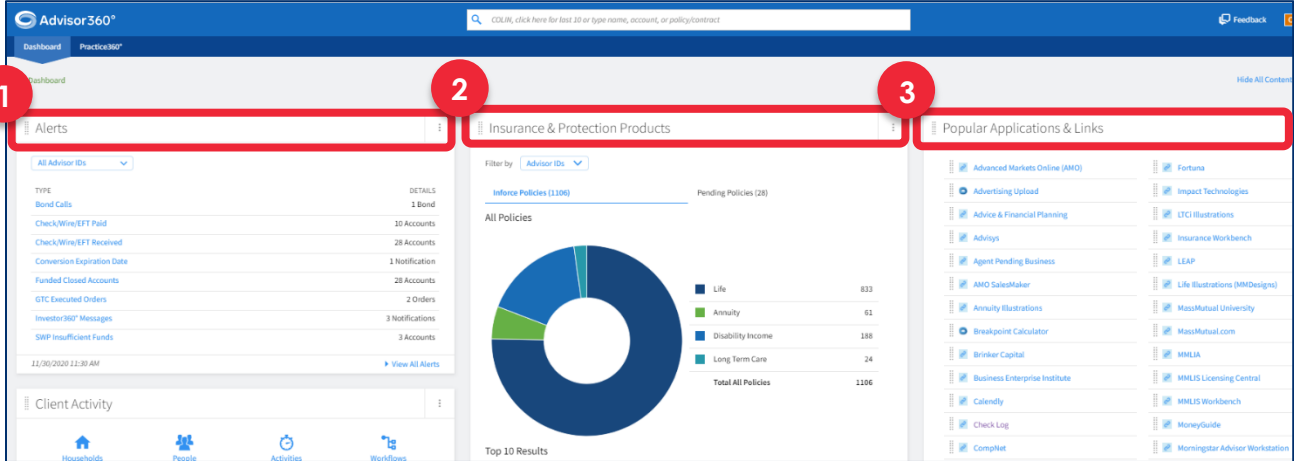 Advisor360°
COLIN, click here for last 10 or type name, account, or policy/contract
Feedback
Dashboard Practice360°
Dashboard
Hide All Content
1
2
3
Alerts
All Advisor IDs
TYPE DETAILS
Bond Calls 1 Bond
Check/Wire/EFT Paid 10 Accounts
Check/Wire/EFT Received 28 Accounts
Conversion Expiration Date 1 Notification
Funded Closed Accounts 28 Accounts
GTC Executed Orders 2 Orders
Investor360° Messages 3 Notifications
SWP Insufficient Funds 3 Accounts
11/30/2020 11:30 AM View All Alerts
Client Activity
Households People Activities Workflows
Insurance & Protection Products
Filter by Advisor IDs
Inforce Policies (1106) Pending Policies (28)
All Policies
Life 833
Annuity 61
Disability Income 188
Long Term Care 24
Total All Policies 1106
Top 10 Results
Popular Applications & Links
Advanced Markets Online (AMO) Fortuna
Advertising Upload Impact Technologies
Advice & Financial Planning LTCi Illustrations
Advisys Insurance Workbench
Agent Pending Business LEAP
AMO SalesMaker Life Illustrations (MMDesigns)
Annuity Illustrations MassMutual University
Breakpoint Calculator MassMutual.com
Brinker Capital MMLIA
Business Enterprise Institute MMLIS Licensing Central
Calendly MMLIS Workbench
Check Log MoneyGuide
CompNet Morningstar Advisor Workstation